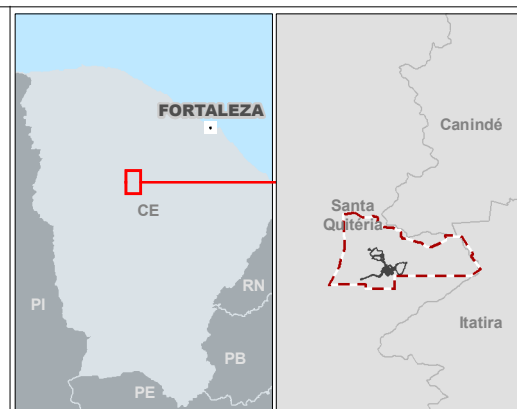 FORTALEZA
CE
PI
RN
PB
PE
Canindé
Santa
Quitéria
Itatira